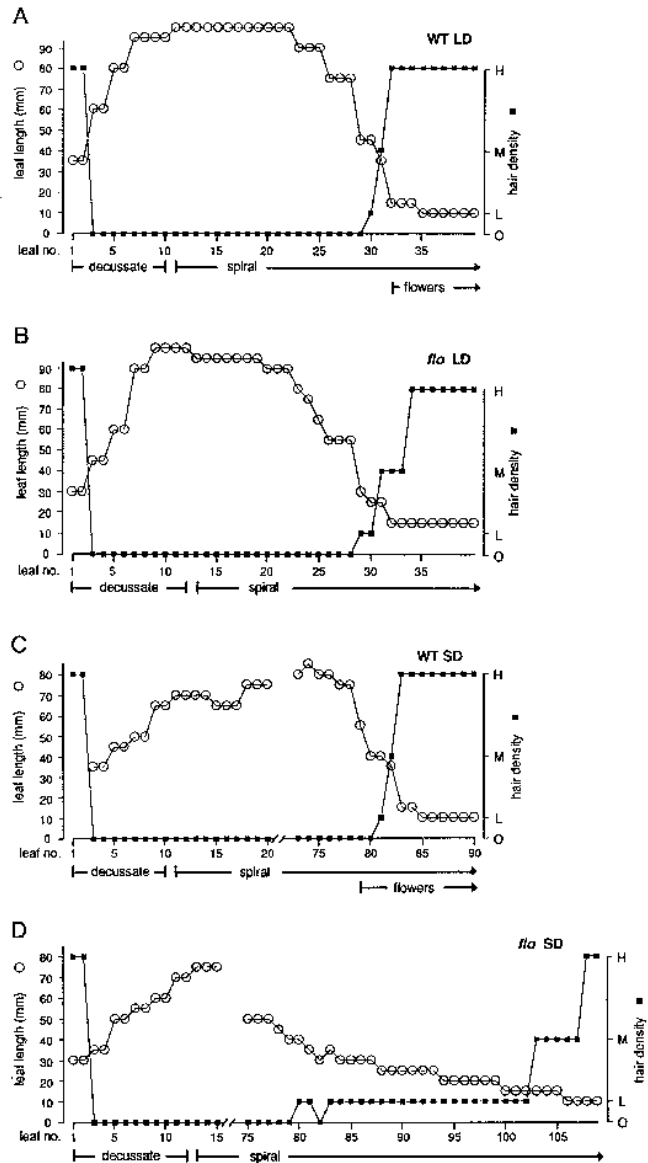 A
WT LD
90
80
70
60
50
40
30
20
10
0
leaf length (mm)
H
M
L
O
hair density
leaf no. 1 5 10 15 20 25 30 35
decussate spiral
flowers
B
flo LD
90
80
70
60
50
40
30
20
10
0
leaf length (mm)
H
M
L
O
hair density
leaf no. 1 5 10 15 20 25 30 35
decussate spiral
C
WT SD
80
70
60
50
40
30
20
10
0
leaf length (mm)
H
M
L
O
hair density
leaf no. 1 5 10 15 20 75 80 85 90
decussate spiral
flowers
D
flo SD
80
70
60
50
40
30
20
10
0
leaf length (mm)
H
M
L
O
hair density
leaf no. 1 5 10 15 75 80 85 90 95 100 105
decussate spiral